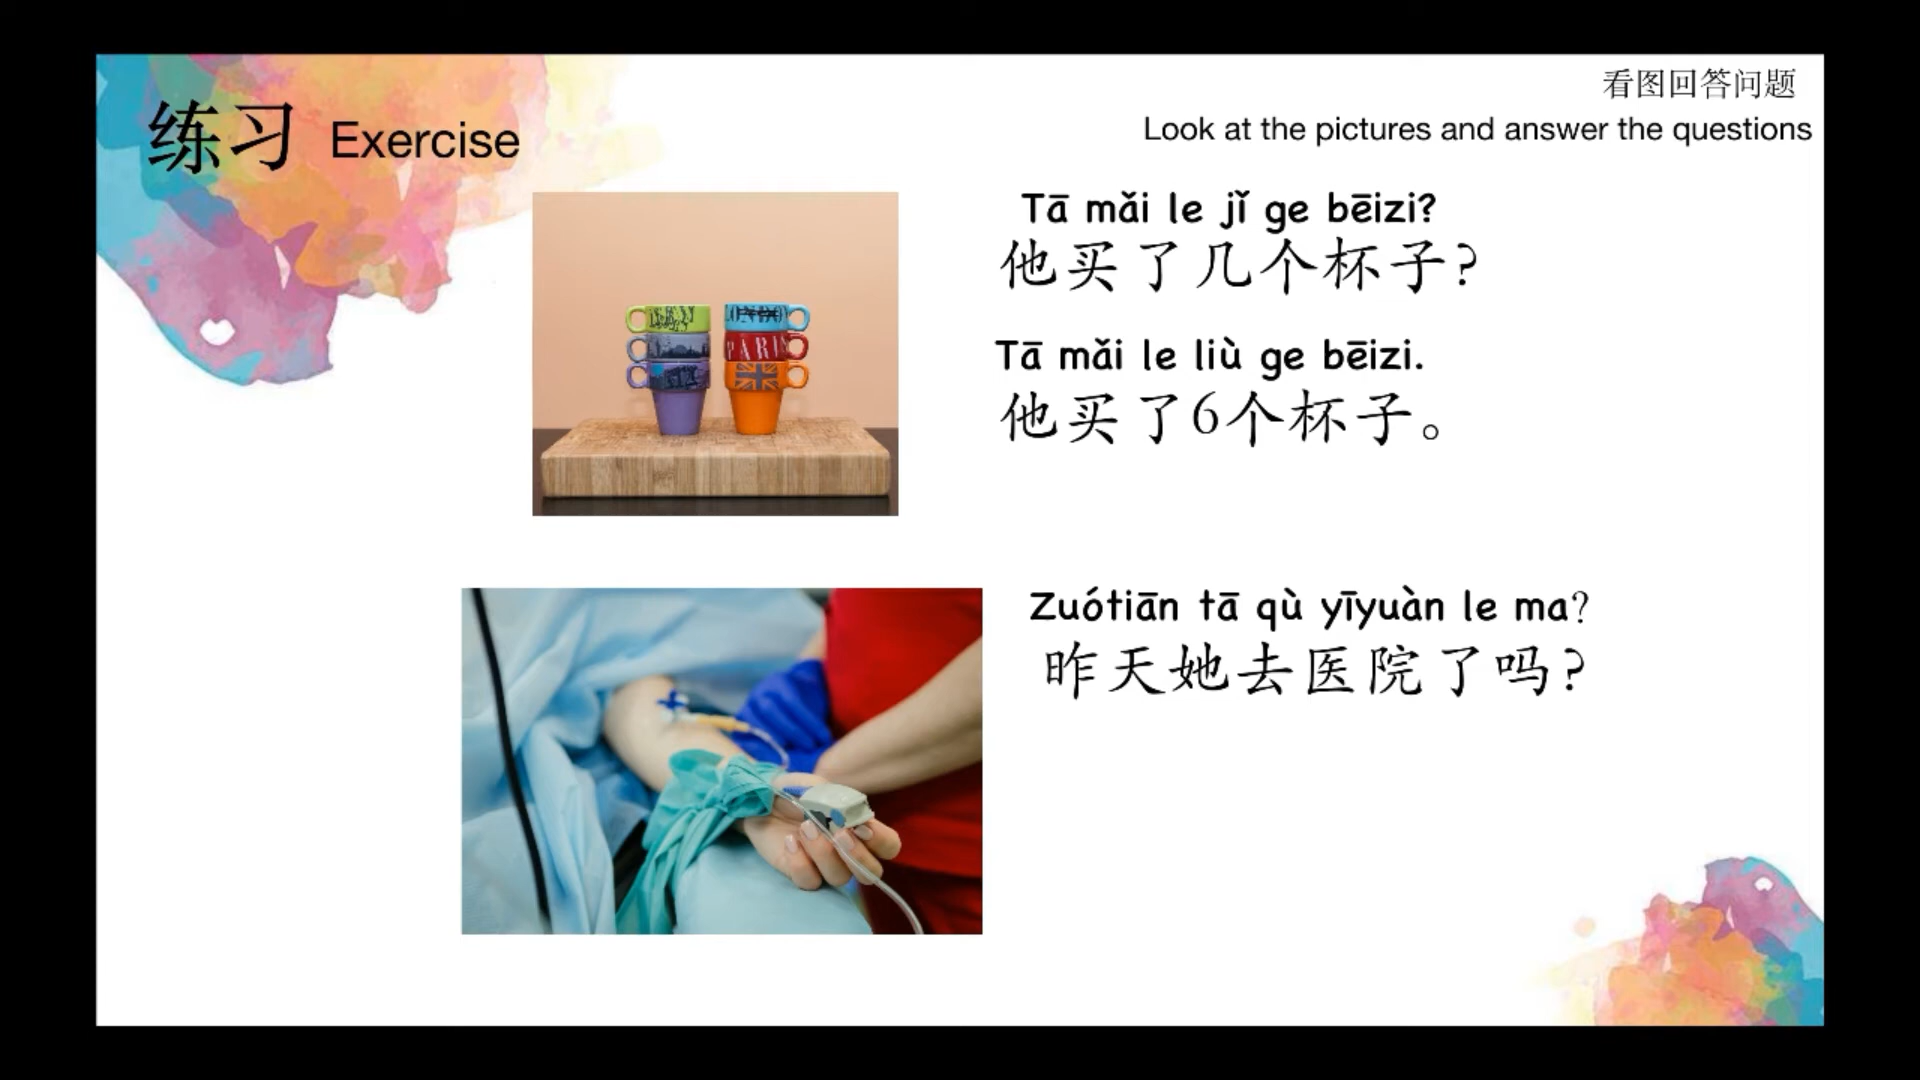 练习 Exercise
看图回答问题
Look at the pictures and answer the questions
Tā mǎi le jǐ ge bēizi?
他买了几个杯子?
Tā mǎi le liù ge bēizi.
他买了6个杯子。
LONDON
PARIS
Zuótiān tā qù yīyuàn le ma?
昨天她去医院了吗?